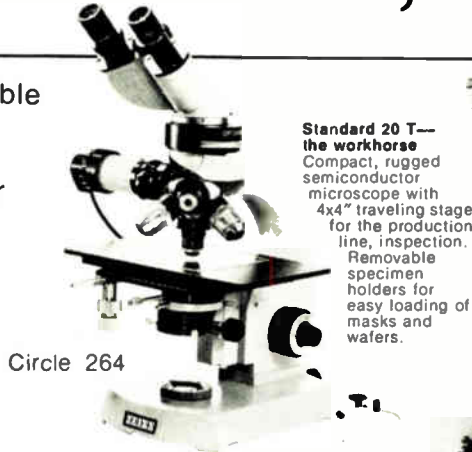 ble
r
Standard 20 T—
the workhorse
Compact, rugged
semiconductor
microscope with
4x4" traveling stage
for the production
line, inspection.
Removable
specimen
holders for
easy loading of
masks and
wafers.
Circle 264
ZEISS